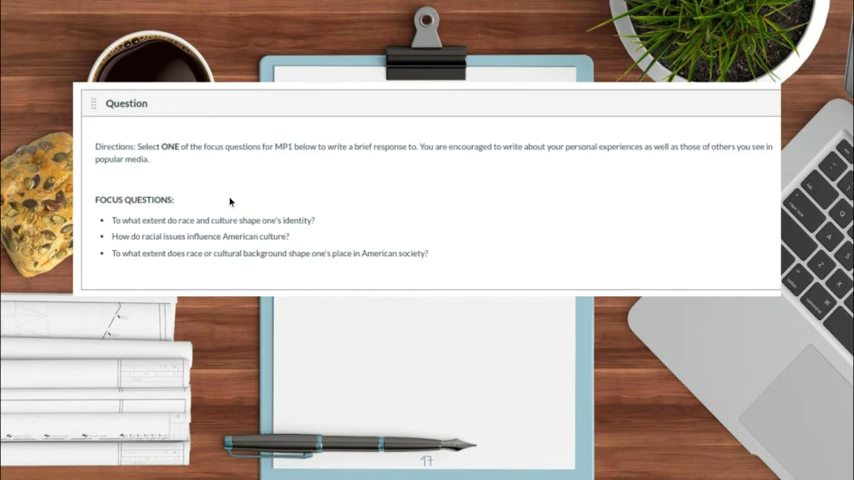 Question
Directions: Select ONE of the focus questions for MP1 below to write a brief response to. You are encouraged to write about your personal experiences as well as those of others you see in
popular media.
FOCUS QUESTIONS:
• To what extent do race and culture shape one's identity?
• How do racial issues influence American culture?
• To what extent does race or cultural background shape one's place in American society?
17